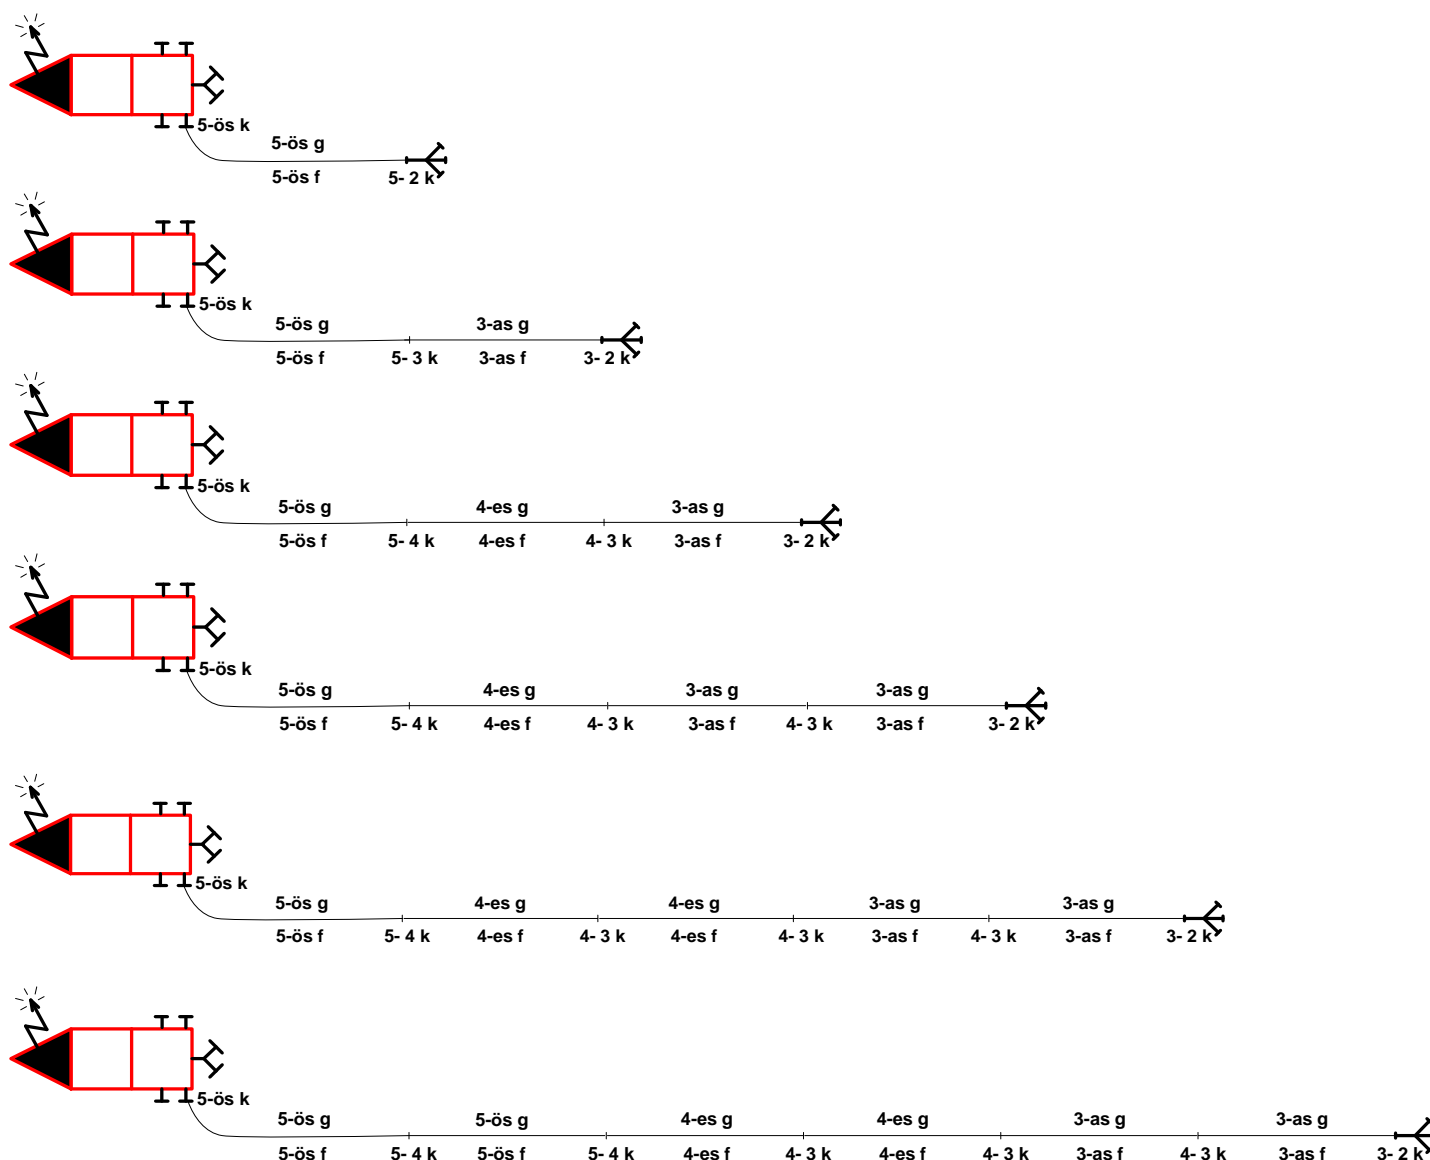 5-ös k
5-ös g
5-ös f 5- 2 k
5-ös k
5-ös g 3-as g
5-ös f 5- 3 k 3-as f 3- 2 k
5-ös k
5-ös g 4-es g 3-as g
5-ös f 5- 4 k 4-es f 4- 3 k 3-as f 3- 2 k
5-ös k
5-ös g 4-es g 3-as g 3-as g
5-ös f 5- 4 k 4-es f 4- 3 k 3-as f 4- 3 k 3-as f 3- 2 k
5-ös k
5-ös g 4-es g 4-es g 3-as g 3-as g
5-ös f 5- 4 k 4-es f 4- 3 k 4-es f 4- 3 k 3-as f 4- 3 k 3-as f 3- 2 k
5-ös k
5-ös g 5-ös g 4-es g 4-es g 3-as g 3-as g
5-ös f 5- 4 k 5-ös f 5- 4 k 4-es f 4- 3 k 4-es f 4- 3 k 3-as f 4- 3 k 3-as f 3- 2 k